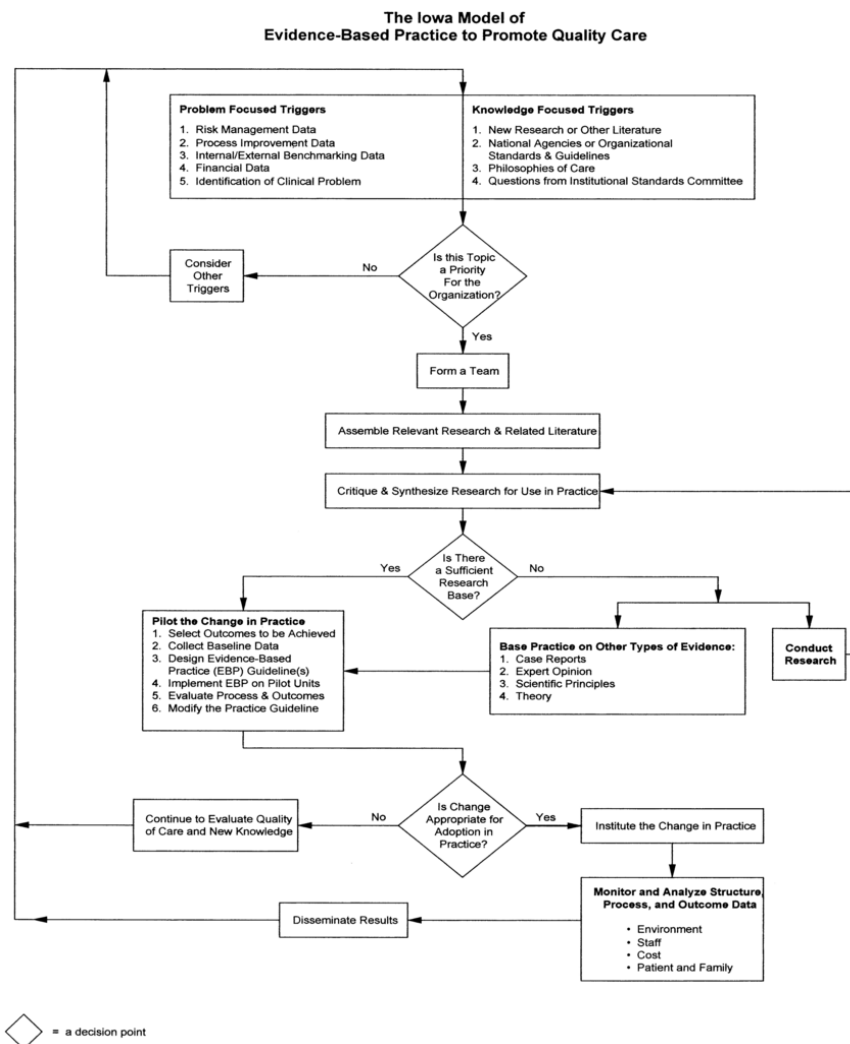 The Iowa Model of
Evidence-Based Practice to Promote Quality Care
Problem Focused Triggers
1. Risk Management Data
2. Process Improvement Data
3. Internal/External Benchmarking Data
4. Financial Data
5. Identification of Clinical Problem
Knowledge Focused Triggers
1. New Research or Other Literature
2. National Agencies or Organizational
Standards & Guidelines
3. Philosophies of Care
4. Questions from Institutional Standards Committee
Consider
Other
Triggers
No
Is this Topic
a Priority
For the
Organization?
Yes
Form a Team
Assemble Relevant Research & Related Literature
Critique & Synthesize Research for Use in Practice
Yes
Is There
a Sufficient
Research
Base?
No
Pilot the Change in Practice
1. Select Outcomes to be Achieved
2. Collect Baseline Data
3. Design Evidence-Based
Practice (EBP) Guideline(s)
4. Implement EBP on Pilot Units
5. Evaluate Process & Outcomes
6. Modify the Practice Guideline
Base Practice on Other Types of Evidence:
1. Case Reports
2. Expert Opinion
3. Scientific Principles
4. Theory
Conduct
Research
Continue to Evaluate Quality
of Care and New Knowledge
No
Is Change
Appropriate for
Adoption in
Practice?
Yes
Institute the Change in Practice
Monitor and Analyze Structure,
Process, and Outcome Data
• Environment
• Staff
• Cost
• Patient and Family
Disseminate Results
= a decision point